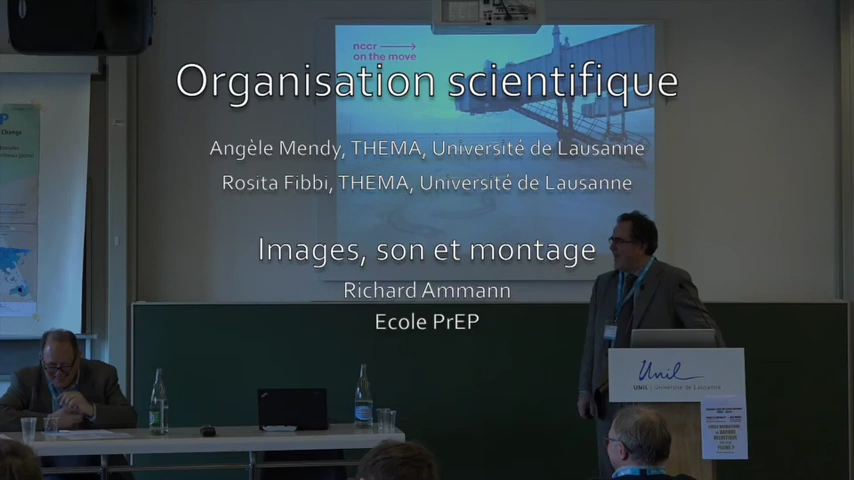 nccr →
on the move
Organisation scientifique
Angèle Mendy, THEMA, Université de Lausanne
Rosita Fibbi, THEMA, Université de Lausanne
Images, son et montage
Richard Ammann
Ecole PrEP
P
Change
Unil
UNIL | Université de Lausanne